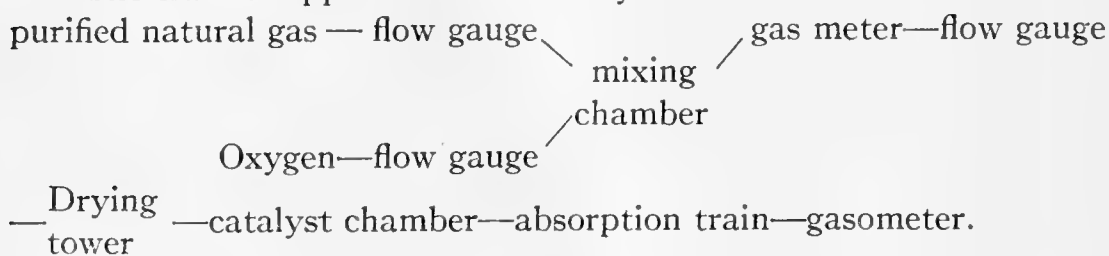 purified natural gas — flow gauge
gas meter—flow gauge
mixing
chamber
Oxygen—flow gauge
—Drying
tower
—catalyst chamber—absorption train—gasometer.